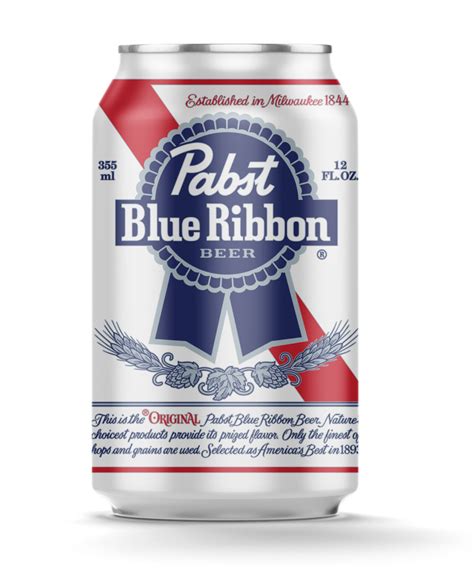 Established in Milwaukee 1844
355 ml
12 FL.OZ.
Pabst
Blue Ribbon
BEER
®
This is the ®ORIGINAL Pabst Blue Ribbon Beer. Nature
choicest products provide its prized flavor. Only the finest o
hops and grains are used. Selected as America's Best in 1893